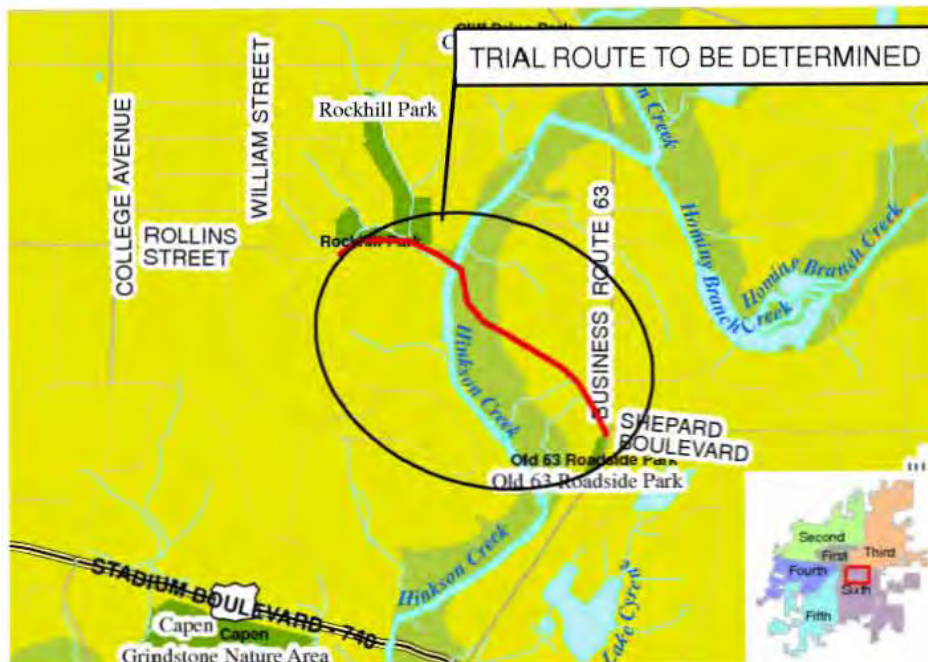 TRIAL ROUTE TO BE DETERMINED
Rockhill Park
COLLEGE AVENUE
WILLIAM STREET
ROLLINS
STREET
Rockhill Park
Creek
Hominy Branch Creek
Hominy Branch Creek
BUSINESS ROUTE 63
Hinkson Creek
SHEPARD
BOULEVARD
Old 63 Roadside Park
Old 63 Roadside Park
Hinkson Creek
STADIUM BOULEVARD - 740
Capen
Capen
Grindstone Nature Area
Second
First
Third
Fourth
Sixth
Fifth